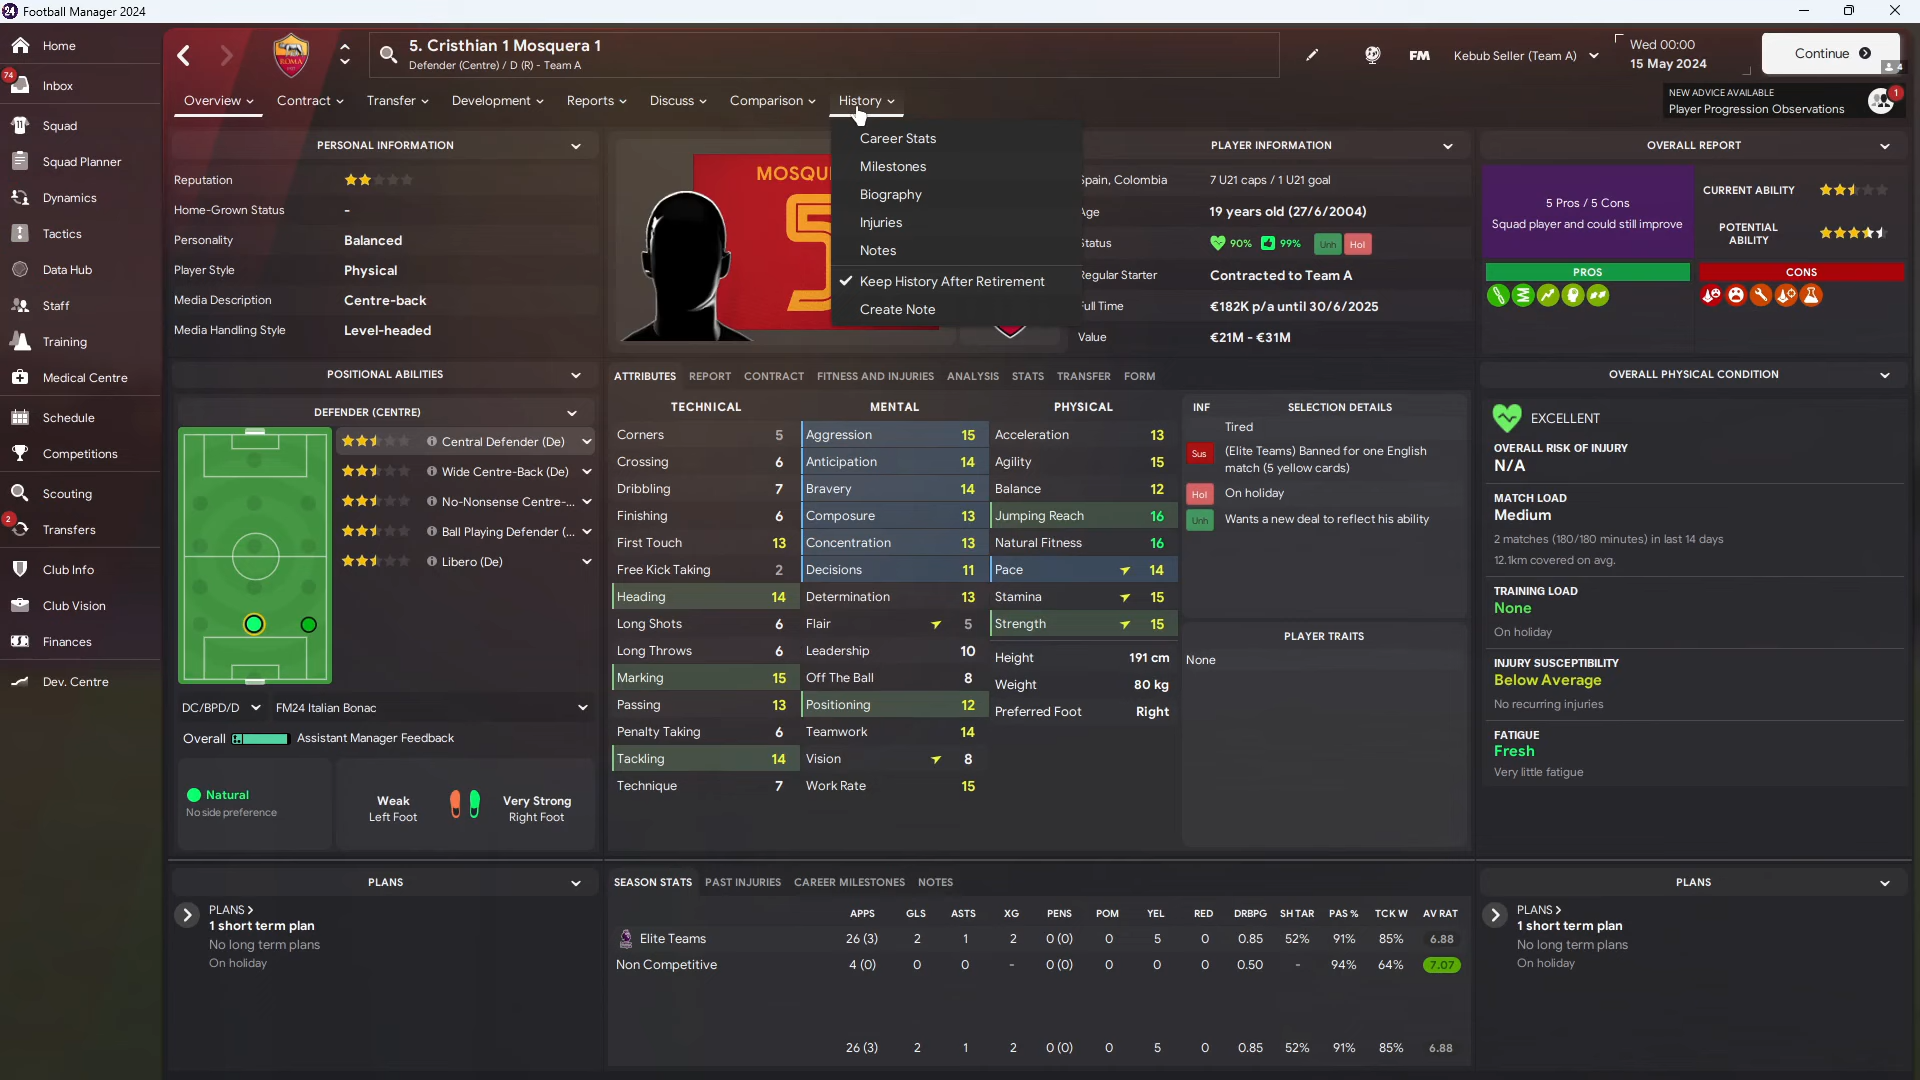 24 Football Manager 2024
Home
74
Inbox
Squad
Squad Planner
Dynamics
Tactics
Data Hub
Staff
Training
Medical Centre
Schedule
Competitions
Scouting
2
Transfers
Club Info
Club Vision
Finances
Dev. Centre
ROMA
5. Cristhian 1 Mosquera 1
Defender (Centre) / D (R) - Team A
FM
Kebub Seller (Team A)
Wed 00:00
15 May 2024
Continue
4
NEW ADVICE AVAILABLE
Player Progression Observations
1
Overview Contract Transfer Development Reports Discuss Comparison History
Career Stats
Milestones
Biography
Injuries
Notes
Keep History After Retirement
Create Note
PERSONAL INFORMATION
Reputation
Home-Grown Status -
Personality Balanced
Player Style Physical
Media Description Centre-back
Media Handling Style Level-headed
MOSQU
5
PLAYER INFORMATION
Spain, Colombia 7 U21 caps / 1 U21 goal
Age 19 years old (27/6/2004)
Status 90% 99% Unh Hol
Regular Starter Contracted to Team A
Full Time €182K p/a until 30/6/2025
Value €21M - €31M
OVERALL REPORT
5 Pros / 5 Cons
Squad player and could still improve
CURRENT ABILITY
POTENTIAL
ABILITY
PROS CONS
POSITIONAL ABILITIES
DEFENDER (CENTRE)
Central Defender (De)
Wide Centre-Back (De)
No-Nonsense Centre-...
Ball Playing Defender (...
Libero (De)
DC/BPD/D FM24 Italian Bonac
Overall Assistant Manager Feedback
Natural
No side preference
Weak
Left Foot
Very Strong
Right Foot
ATTRIBUTES REPORT CONTRACT FITNESS AND INJURIES ANALYSIS STATS TRANSFER FORM
TECHNICAL
Corners 5
Crossing 6
Dribbling 7
Finishing 6
First Touch 13
Free Kick Taking 2
Heading 14
Long Shots 6
Long Throws 6
Marking 15
Passing 13
Penalty Taking 6
Tackling 14
Technique 7
MENTAL
Aggression 15
Anticipation 14
Bravery 14
Composure 13
Concentration 13
Decisions 11
Determination 13
Flair 5
Leadership 10
Off The Ball 8
Positioning 12
Teamwork 14
Vision 8
Work Rate 15
PHYSICAL
Acceleration 13
Agility 15
Balance 12
Jumping Reach 16
Natural Fitness 16
Pace 14
Stamina 15
Strength 15
Height 191 cm
Weight 80 kg
Preferred Foot Right
INF SELECTION DETAILS
Tired
Sus (Elite Teams) Banned for one English
match (5 yellow cards)
Hol On holiday
Unh Wants a new deal to reflect his ability
PLAYER TRAITS
None
OVERALL PHYSICAL CONDITION
EXCELLENT
OVERALL RISK OF INJURY
N/A
MATCH LOAD
Medium
2 matches (180/180 minutes) in last 14 days
12.1km covered on avg.
TRAINING LOAD
None
On holiday
INJURY SUSCEPTIBILITY
Below Average
No recurring injuries
FATIGUE
Fresh
Very little fatigue
PLANS
PLANS >
1 short term plan
No long term plans
On holiday
SEASON STATS PAST INJURIES CAREER MILESTONES NOTES
APPS GLS ASTS XG PENS POM YEL RED DRBPG SH TAR PAS % TCK W AV RAT
Elite Teams 26 (3) 2 1 2 0 (0) 0 5 0 0.85 52% 91% 85% 6.88
Non Competitive 4 (0) 0 0 - 0 (0) 0 0 0 0.50 - 94% 64% 7.07
26 (3) 2 1 2 0 (0) 0 5 0 0.85 52% 91% 85% 6.88
PLANS
PLANS >
1 short term plan
No long term plans
On holiday